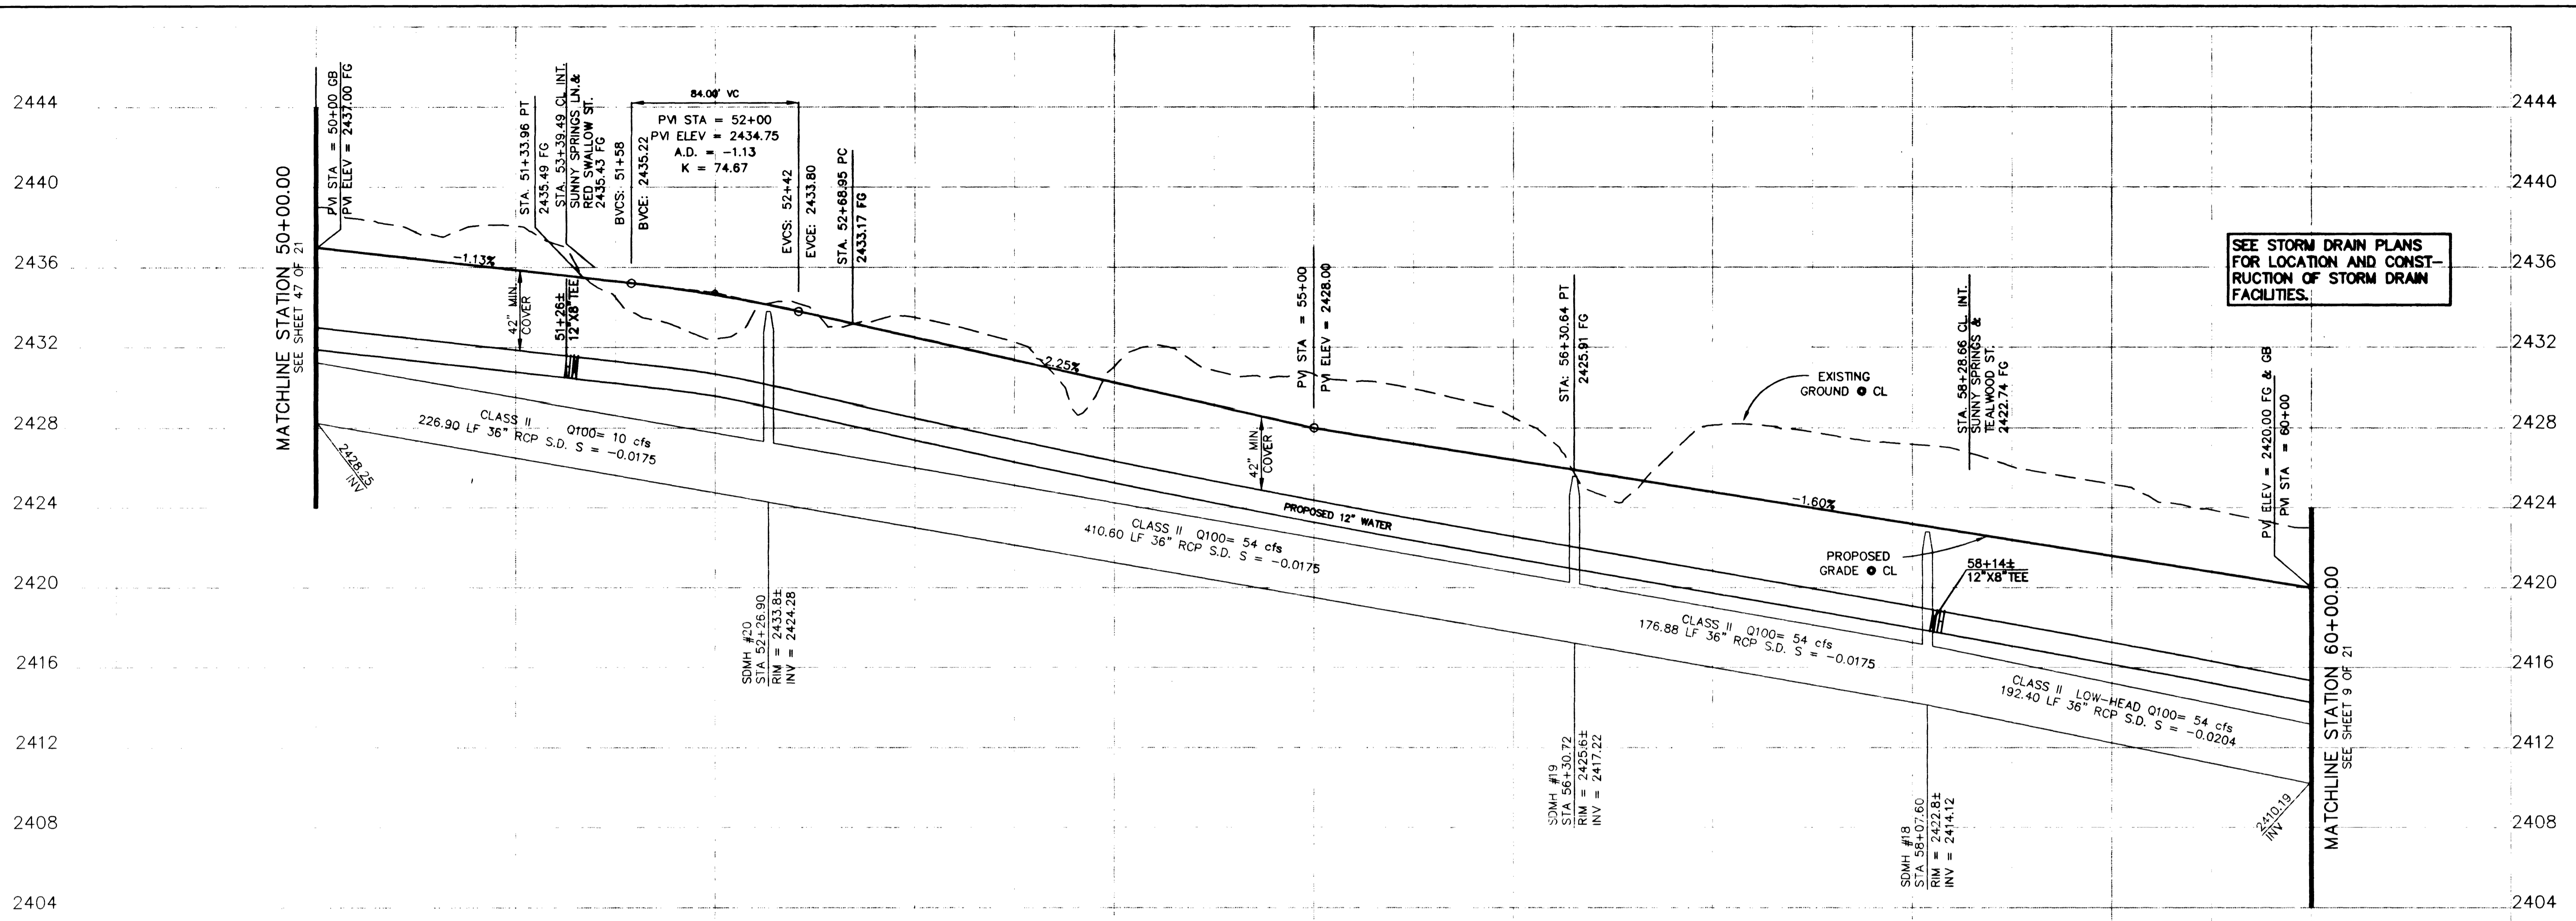 2444
2440
2436
2432
2428
2424
2420
2416
2412
2408
2404
MATCHLINE STATION 50+00.00
SEE SHEET 47 OF 21
PVI STA = 50+00 GB
PVI ELEV = 2437.00 FG
-1.13%
STA. 51+33.96 PT
2435.49 FG
STA. 53+39.49 CL INT.
SUNNY SPRINGS LN.&
RED SWALLOW ST.
2435.43 FG
BVCS: 51+58
BVCE: 2435.22
84.00' VC
PVI STA = 52+00
PVI ELEV = 2434.75
A.D. = -1.13
K = 74.67
EVCS: 52+42
EVCE: 2433.80
STA. 52+68.95 PC
2433.17 FG
42" MIN.
COVER
51+26±
12"X8"TEE
CLASS II Q100= 10 cfs
226.90 LF 36" RCP S.D. S = -0.0175
2428.25
INV
SDMH #20
STA 52+26.90
RIM = 2433.8±
INV = 2424.28
-2.25%
CLASS II Q100= 54 cfs
410.60 LF 36" RCP S.D. S = -0.0175
42" MIN.
COVER
PROPOSED 12" WATER
PVI STA = 55+00
PVI ELEV = 2428.00
STA: 56+30.64 PT
2425.91 FG
SDMH #19
STA 56+30.72
RIM = 2425.6±
INV = 2417.22
EXISTING
GROUND @ CL
-1.60%
PROPOSED
GRADE @ CL
CLASS II Q100= 54 cfs
176.88 LF 36" RCP S.D. S = -0.0175
SDMH #18
STA 58+07.60
RIM = 2422.8±
INV = 2414.12
58+14±
12"X8"TEE
STA. 58+28.66 CL INT.
SUNNY SPRINGS &
TEALWOOD ST.
2422.74 FG
CLASS II LOW-HEAD Q100= 54 cfs
192.40 LF 36" RCP S.D. S = -0.0204
SEE STORM DRAIN PLANS
FOR LOCATION AND CONST-
RUCTION OF STORM DRAIN
FACILITIES.
PVI ELEV = 2420.000 FG & GB
PVI STA = 60+00
2410.19
INV
MATCHLINE STATION 60+00.00
SEE SHEET 9 OF 21
2444
2440
2436
2432
2428
2424
2420
2416
2412
2408
2404